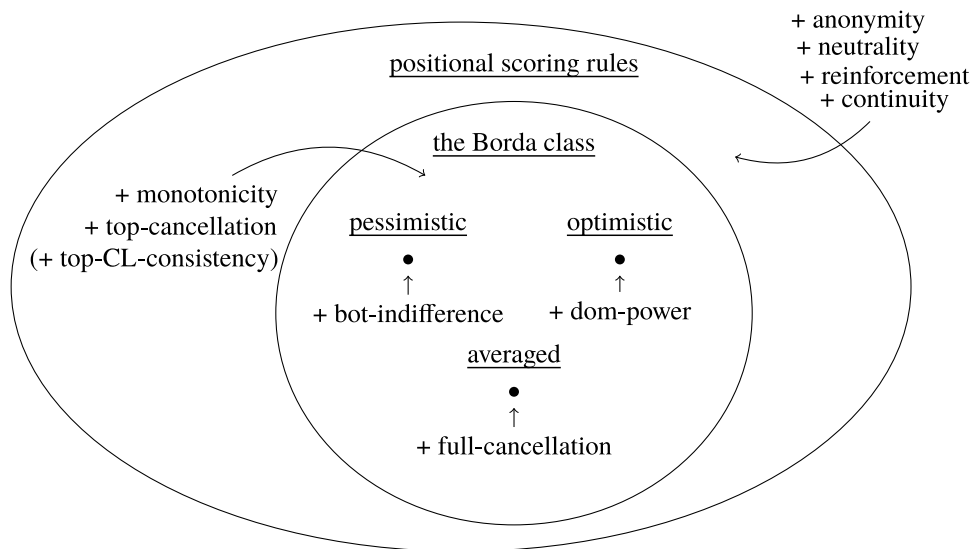 + anonymity
+ neutrality
+ reinforcement
+ continuity
positional scoring rules
the Borda class
+ monotonicity
+ top-cancellation
(+ top-CL-consistency)
pessimistic
optimistic
+ bot-indifference
+ dom-power
averaged
+ full-cancellation